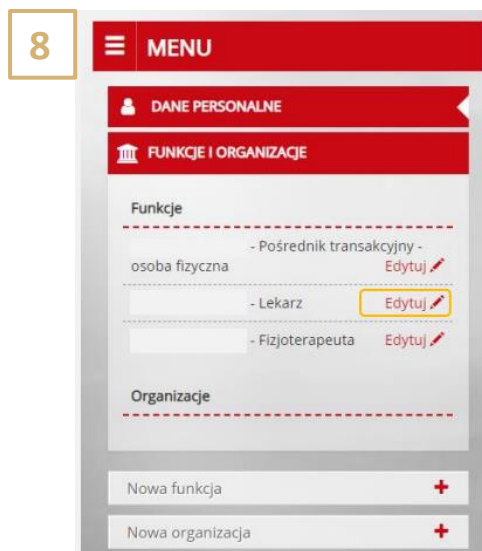 8
MENU
DANE PERSONALNE
FUNKCJE I ORGANIZACJE
Funkcje
- Pośrednik transakcyjny -
osoba fizyczna Edytuj
- Lekarz Edytuj
- Fizjoterapeuta Edytuj
Organizacje
Nowa funkcja
Nowa organizacja